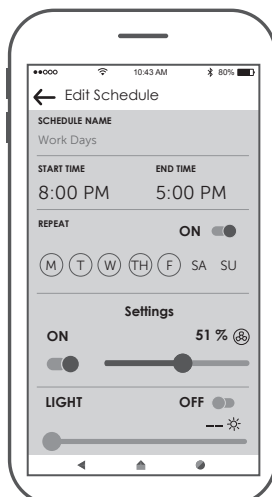 10:43 AM 80%
Edit Schedule
SCHEDULE NAME
Work Days
START TIME END TIME
8:00 PM 5:00 PM
REPEAT ON
M T W TH F SA SU
Settings
ON 51 %
LIGHT OFF
--